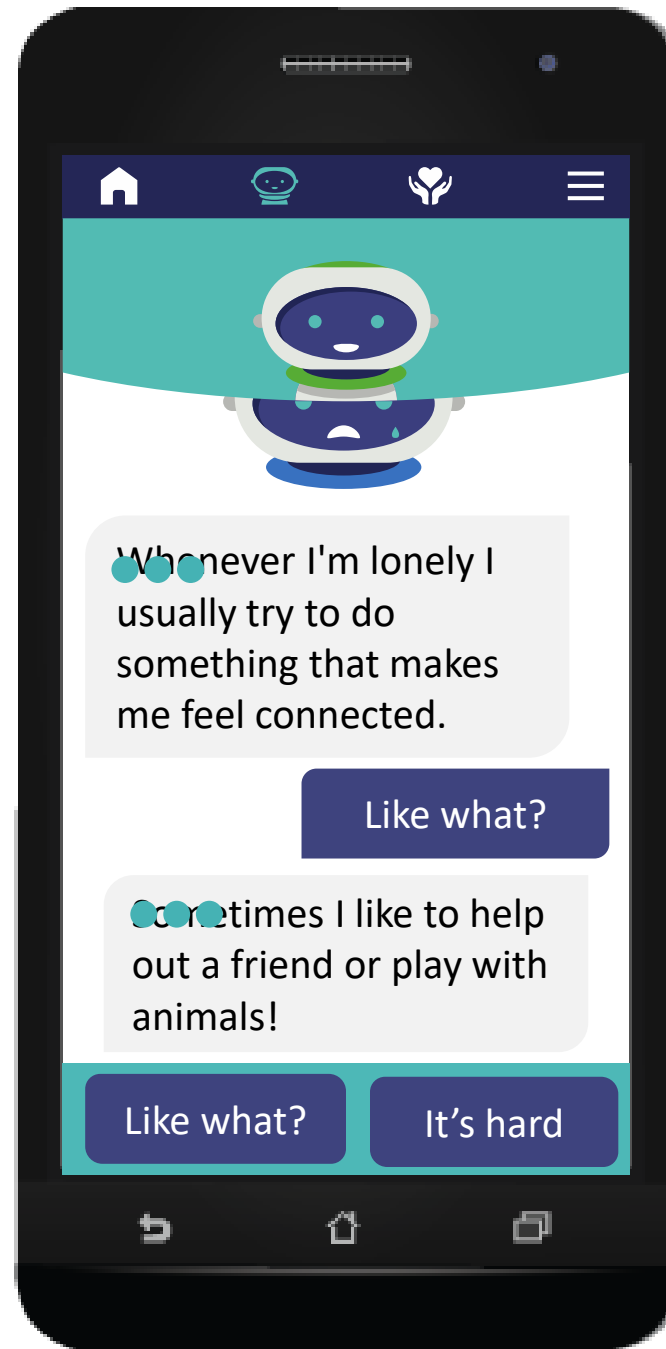 Whenever I'm lonely I
usually try to do
something that makes
me feel connected.
Like what?
Sometimes I like to help
out a friend or play with
animals!
Like what?
It’s hard